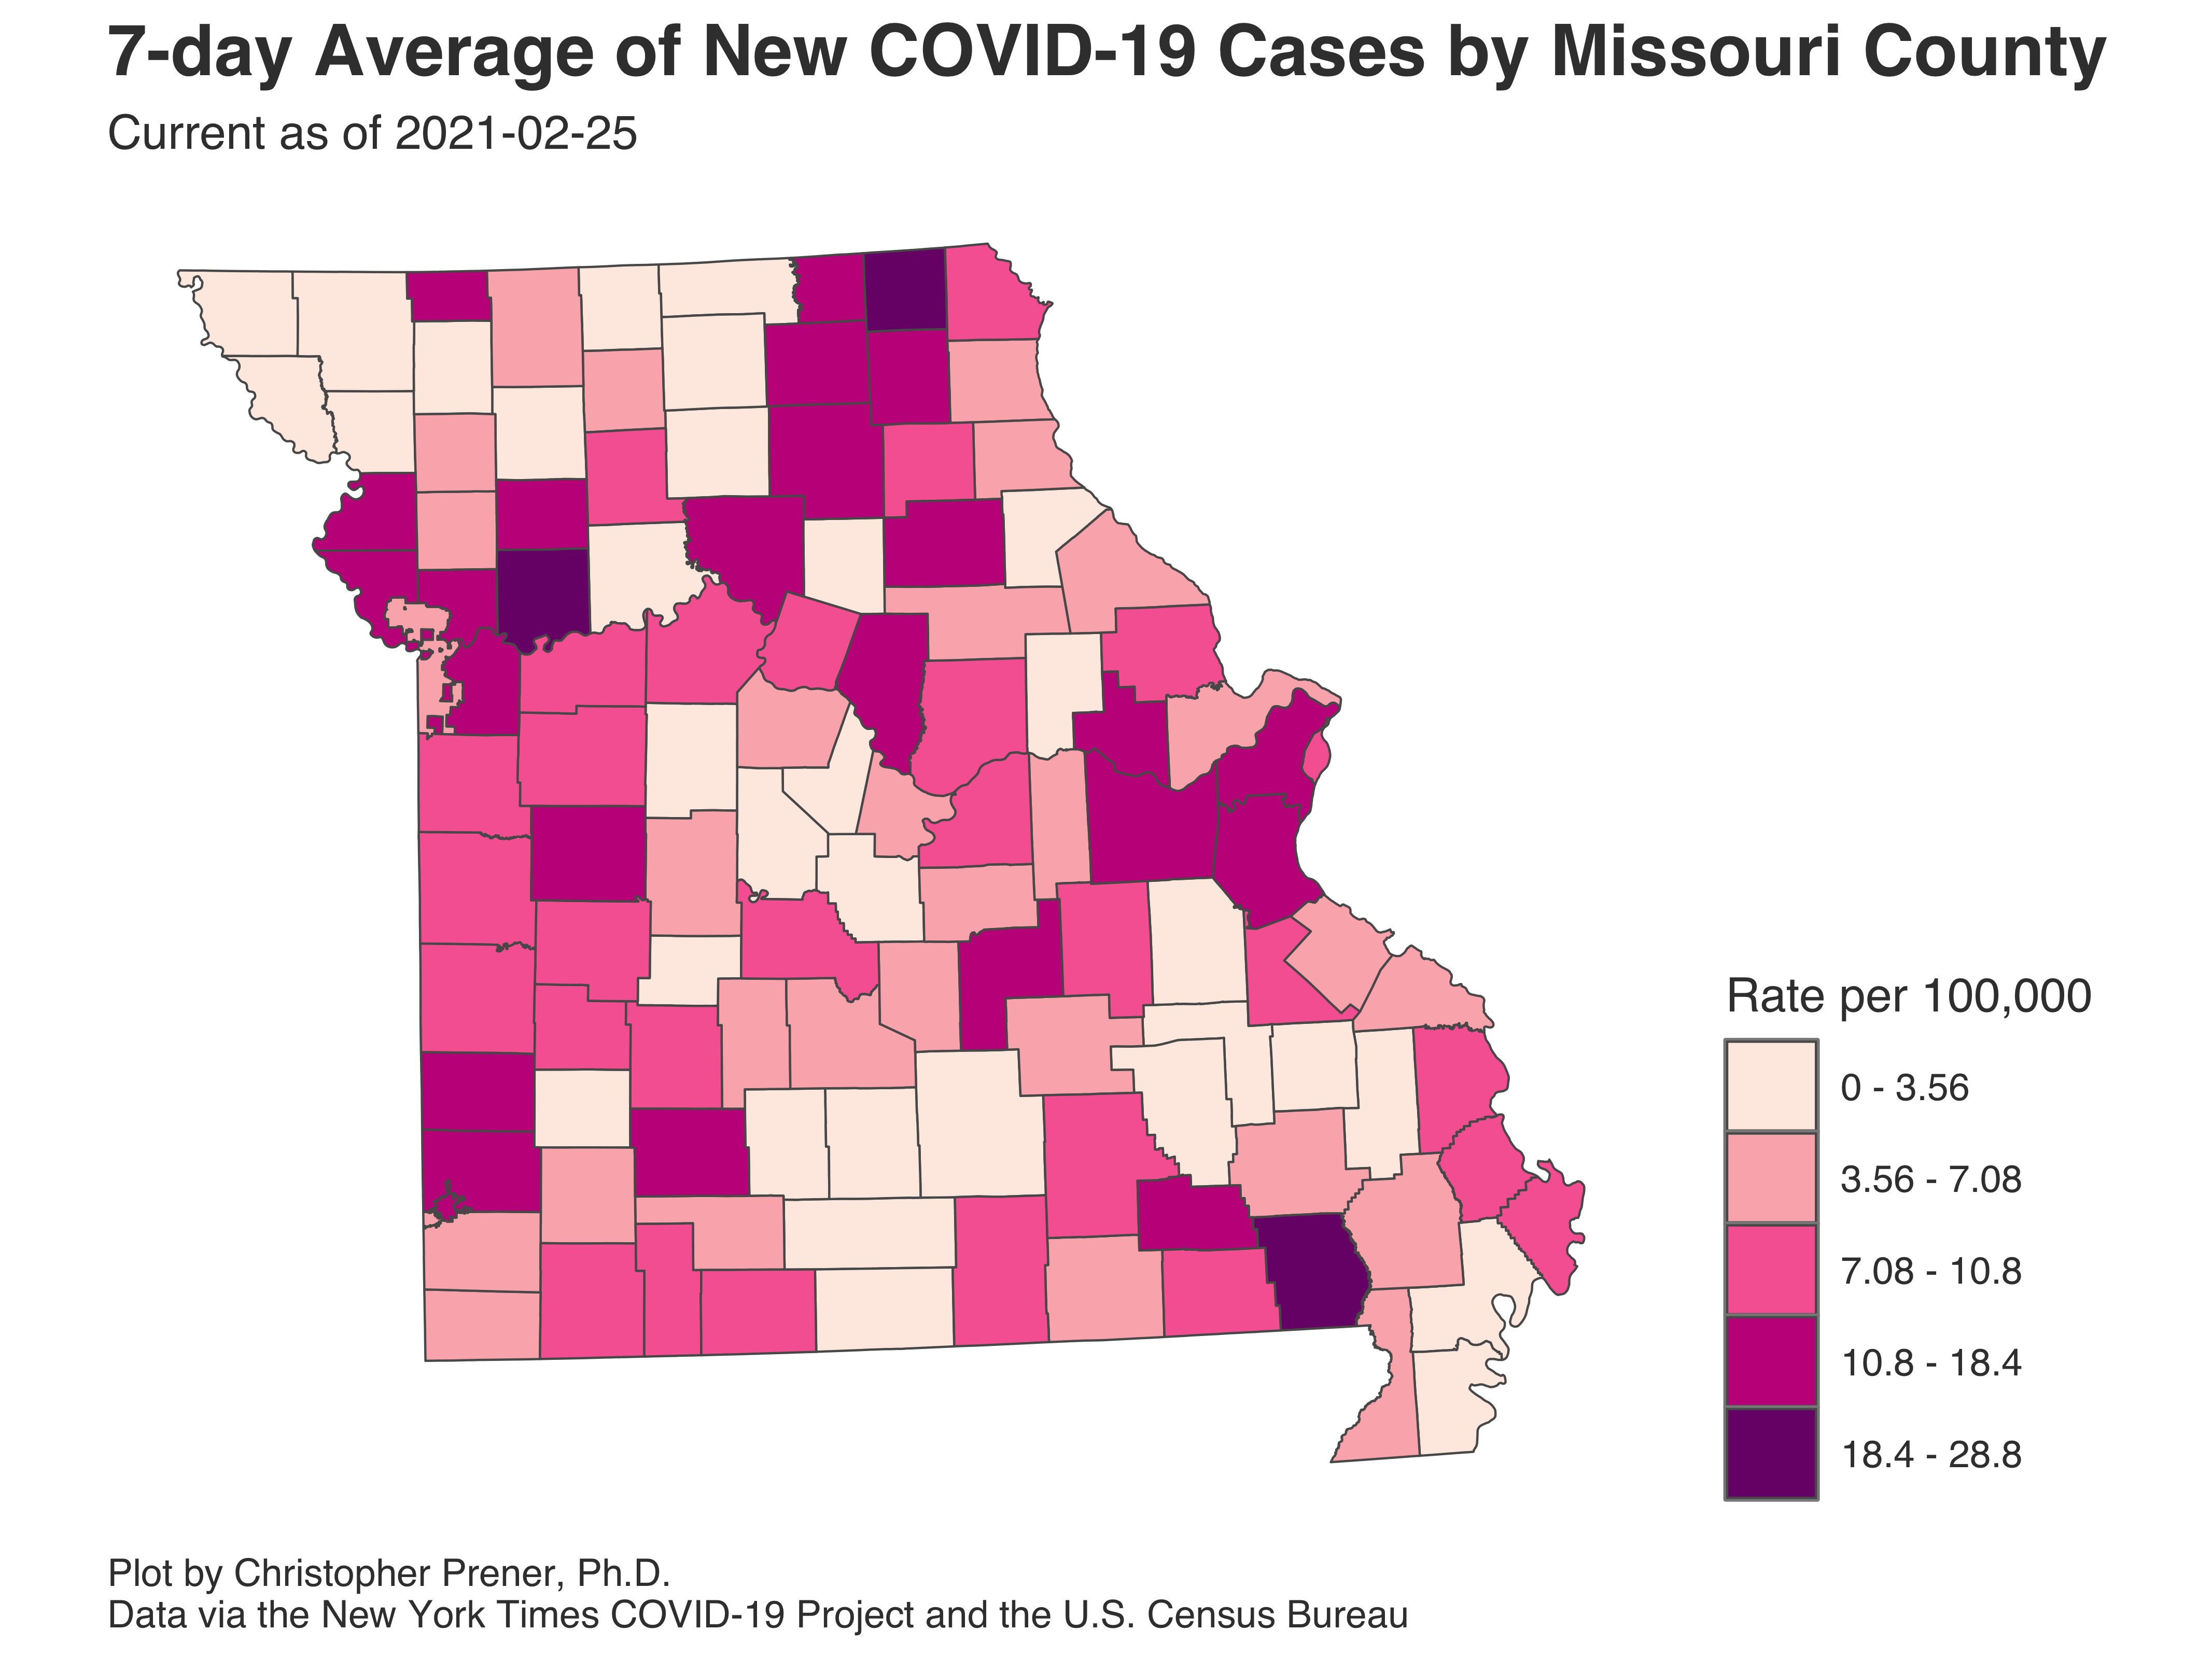 7-day Average of New COVID-19 Cases by Missouri County
Current as of 2021-02-25
Rate per 100,000
0 - 3.56
3.56 - 7.08
7.08 - 10.8
10.8 - 18.4
18.4 - 28.8
Plot by Christopher Prener, Ph.D.
Data via the New York Times COVID-19 Project and the U.S. Census Bureau